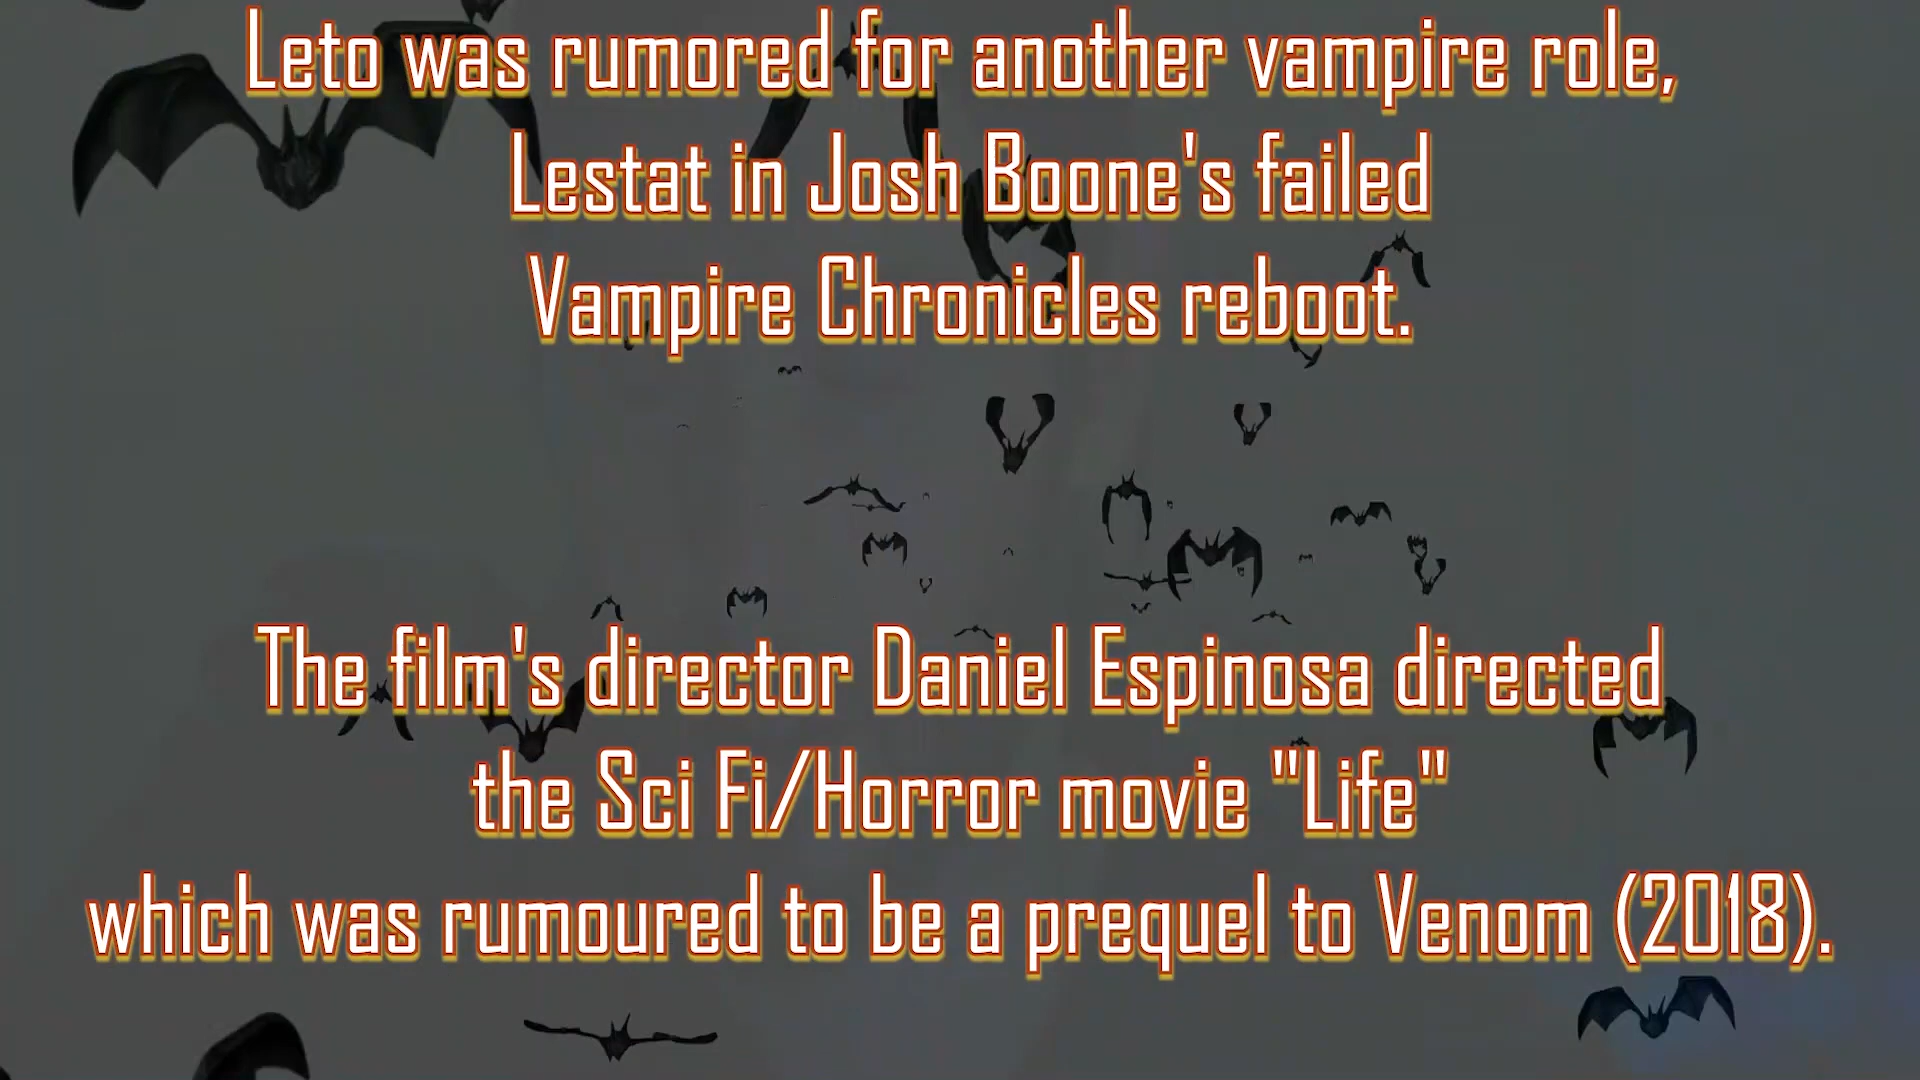 Leto was rumored for another vampire role,
Lestat in Josh Boone's failed
Vampire Chronicles reboot.
The film's director Daniel Espinosa directed
the Sci Fi/Horror movie "Life"
which was rumoured to be a prequel to Venom (2018).